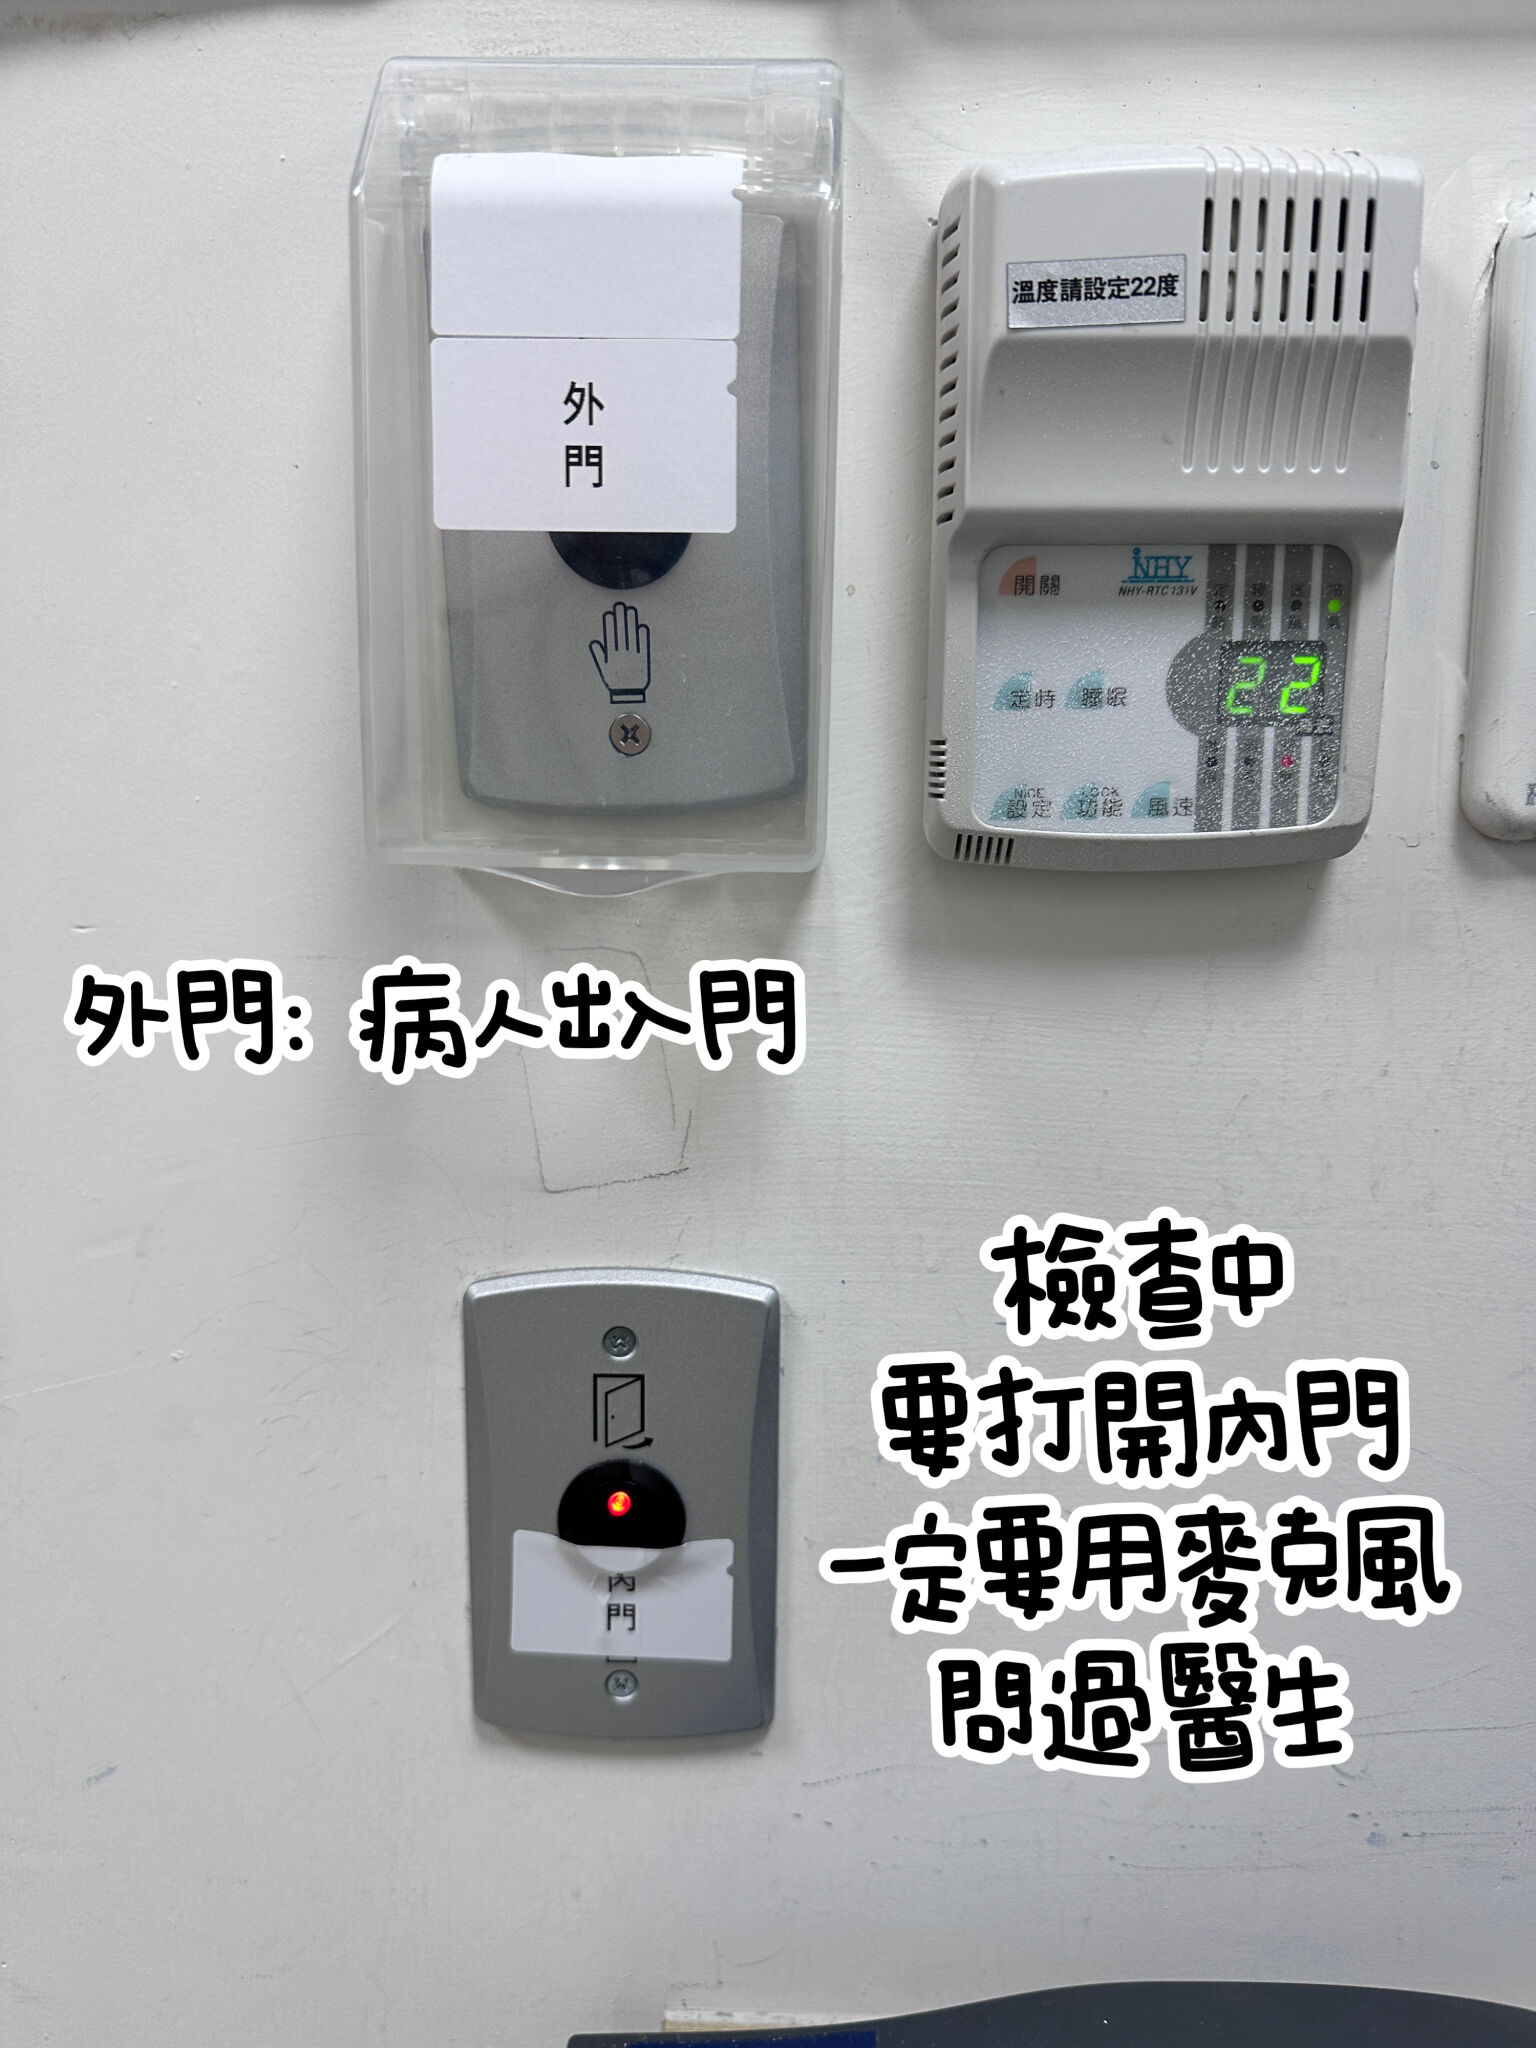 外
門
溫度請設定22度
開關
iNHY
NHY-RTC131V
22
定時
睡眠
NICE
LOCK
設定
功能
風速
外門: 病人出入門
檢查中
要打開內門
一定要用麥克風
問過醫生
內
門